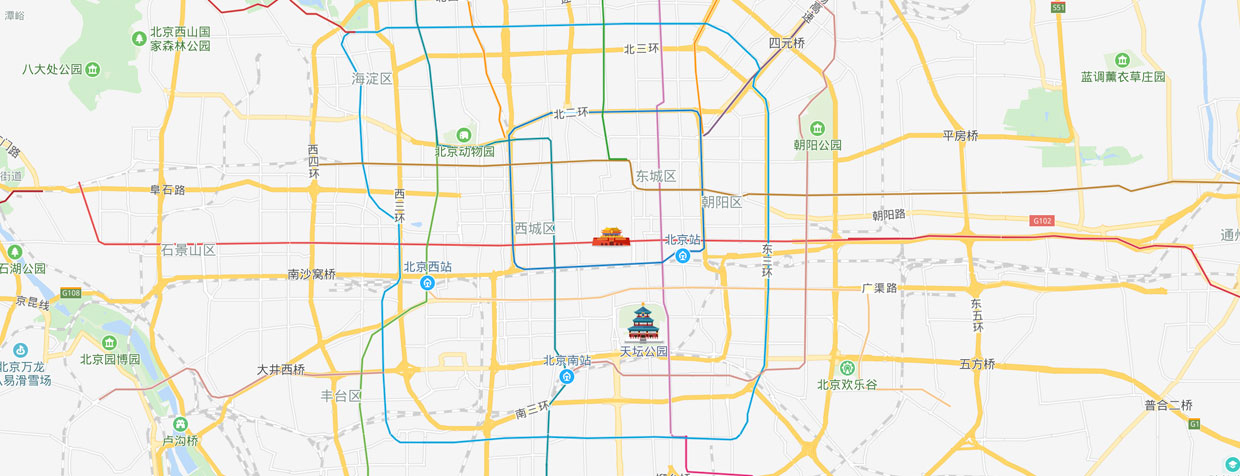 潭峪
北京西山国
家森林公园
八大处公园
海淀区
北三环
四元桥
S51
蓝调薰衣草庄园
北二环
北京动物园
朝阳公园
平房桥
门路
街道
西四环
阜石路
西三环
东城区
朝阳区
朝阳路
G102
西城区
石景山区
北京站
东三环
通州
石湖公园
南沙窝桥
北京西站
广渠路
G108
京昆线
东五环
天坛公园
北京园博园
北京万龙
八易滑雪场
大井西桥
北京南站
五方桥
北京欢乐谷
丰台区
南三环
普合二桥
G1
卢沟桥